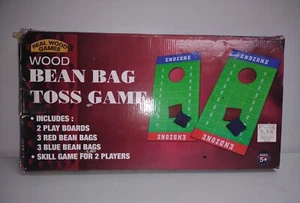 REAL WOOD
GAMES
WOOD
BEAN BAG
TOSS GAME
• INCLUDES :
2 PLAY BOARDS
3 RED BEAN BAGS
3 BLUE BEAN BAGS
• SKILL GAME FOR 2 PLAYERS
ENDZONE
ENDZONE
ENDZONE
ENDZONE
AGES
5+